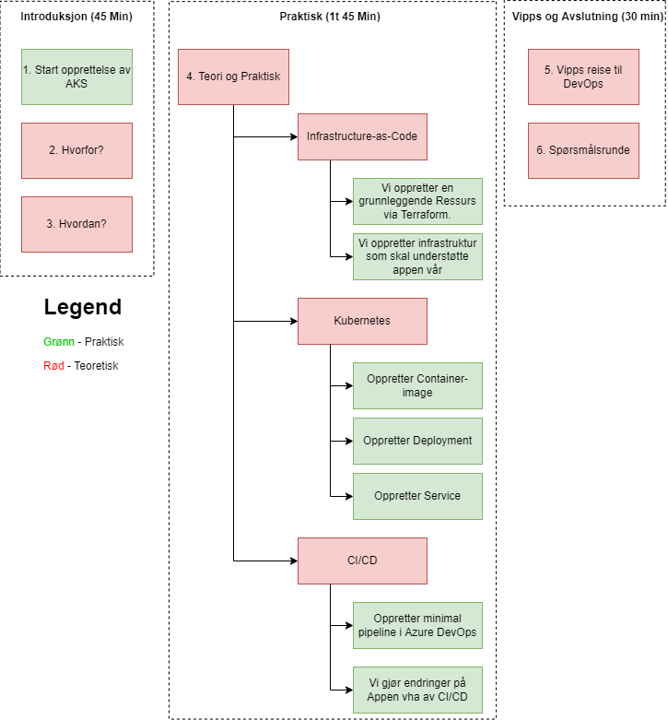 Introduksjon (45 Min)
1. Start opprettelse av
AKS
2. Hvorfor?
3. Hvordan?
Legend
Grønn - Praktisk
Rød - Teoretisk
Praktisk (1t 45 Min)
4. Teori og Praktisk
Infrastructure-as-Code
Vi oppretter en
grunnleggende Ressurs
via Terraform.
Vi oppretter infrastruktur
som skal understøtte
appen vår
Kubernetes
Oppretter Container-
image
Oppretter Deployment
Oppretter Service
CI/CD
Oppretter minimal
pipeline i Azure DevOps
Vi gjør endringer på
Appen vha av CI/CD
Vipps og Avslutning (30 min)
5. Vipps reise til
DevOps
6. Spørsmålsrunde